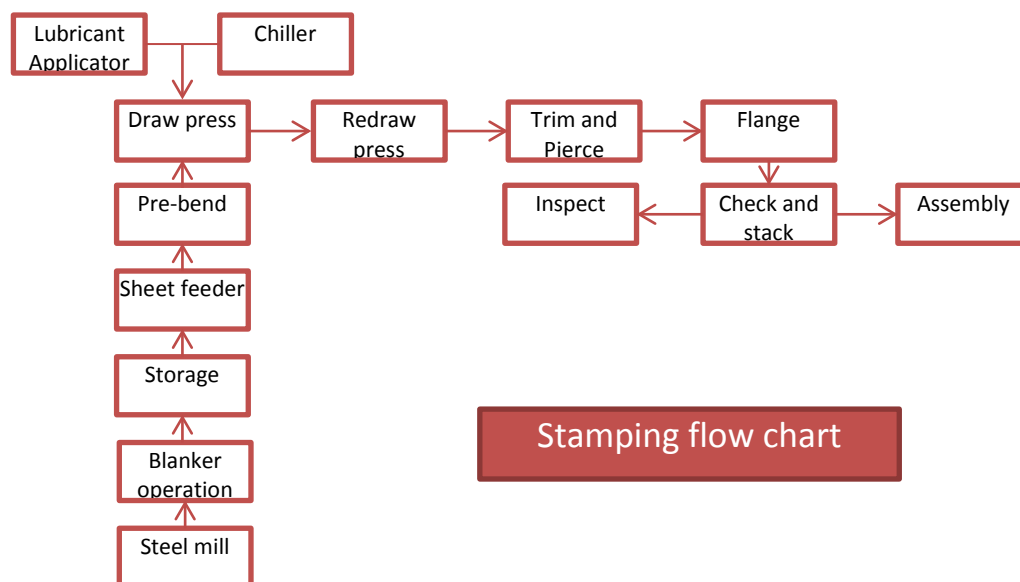 Lubricant
Applicator
Chiller
Draw press
Redraw
press
Trim and
Pierce
Flange
Pre-bend
Inspect
Check and
stack
Assembly
Sheet feeder
Storage
Stamping flow chart
Blanker
operation
Steel mill